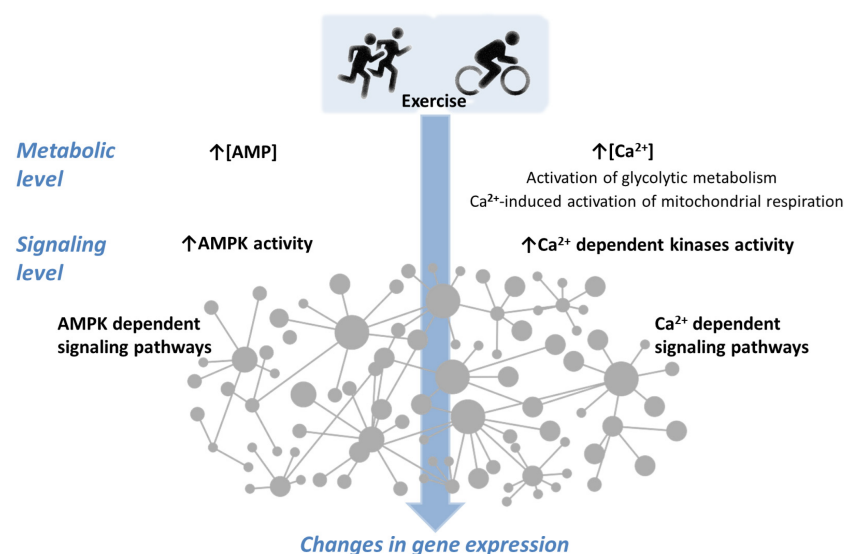 Exercise
Metabolic
level
↑[AMP]
↑[Ca²⁺]
Activation of glycolytic metabolism
Ca²⁺-induced activation of mitochondrial respiration
Signaling
level
↑AMPK activity
↑Ca²⁺ dependent kinases activity
AMPK dependent
signaling pathways
Ca²⁺ dependent
signaling pathways
Changes in gene expression